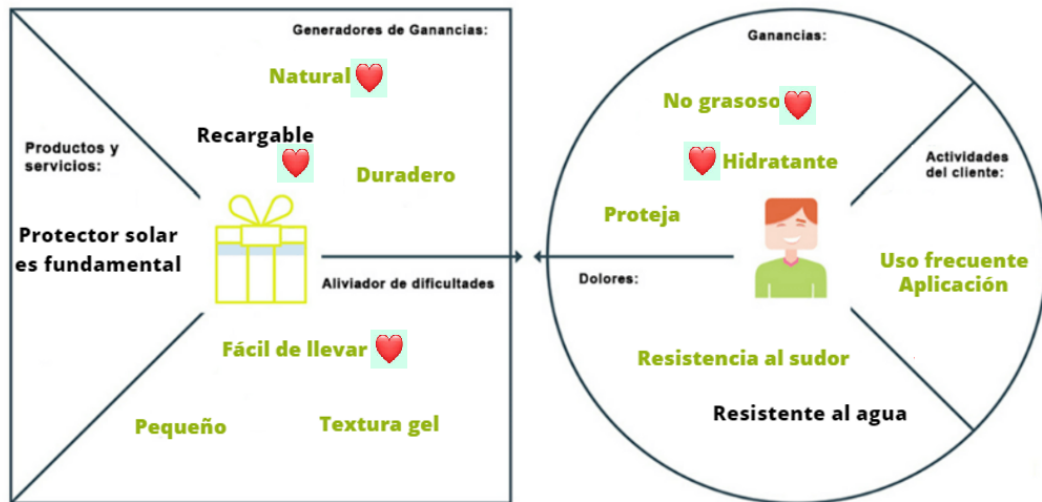 Generadores de Ganancias:
Natural
Recargable
Duradero
Productos y
servicios:
Protector solar
es fundamental
Aliviador de dificultades
Fácil de llevar
Pequeño
Textura gel
Ganancias:
No grasoso
Hidratante
Proteja
Actividades
del cliente:
Uso frecuente
Aplicación
Dolores:
Resistencia al sudor
Resistente al agua